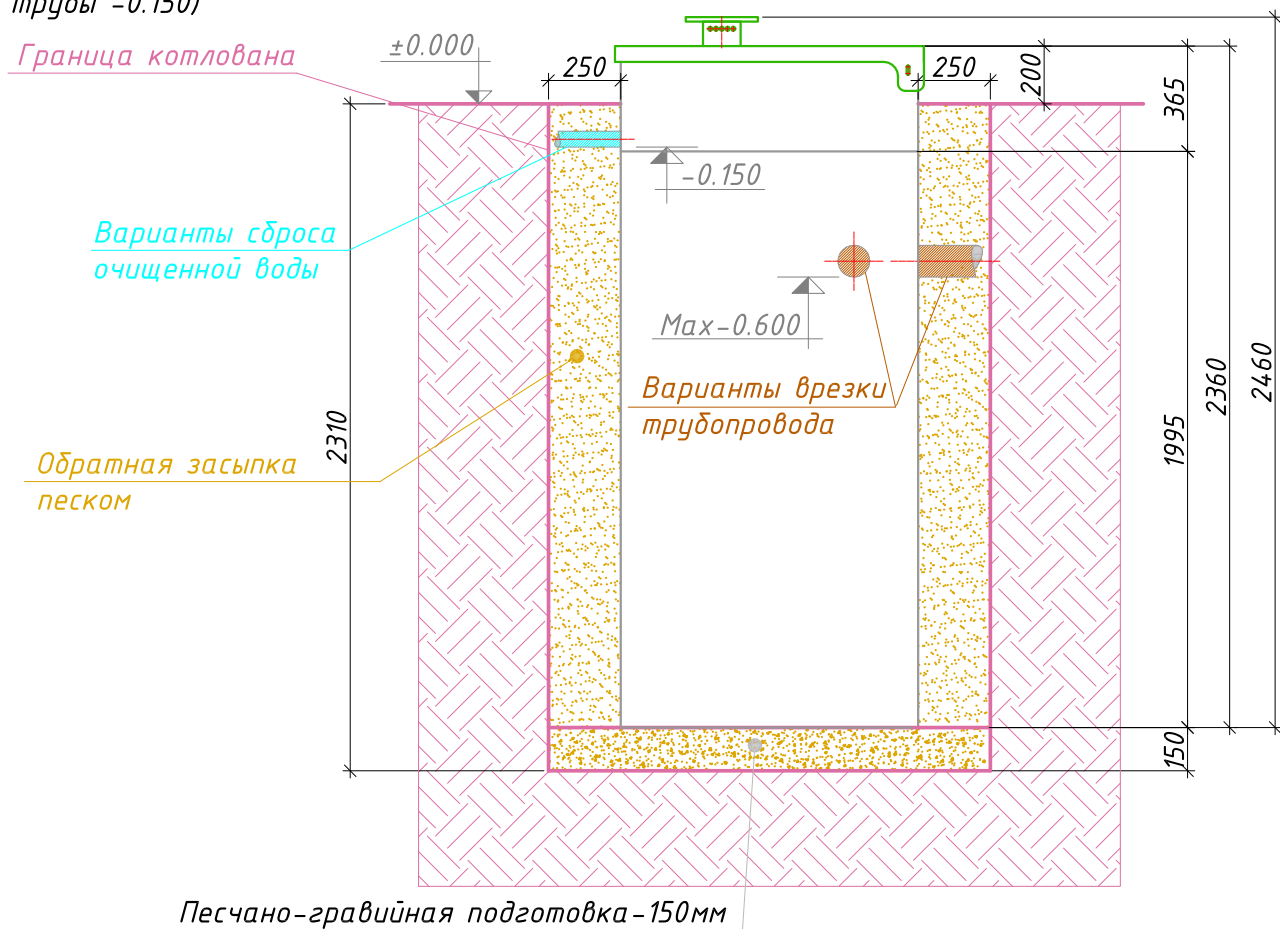 трубы -0.150)
Граница котлована
±0.000
250
250
200
365
-0.150
Варианты сброса
очищенной воды
Max-0.600
Варианты врезки
трубопровода
2310
1995
2360
2460
Обратная засыпка
песком
150
Песчано-гравийная подготовка-150мм